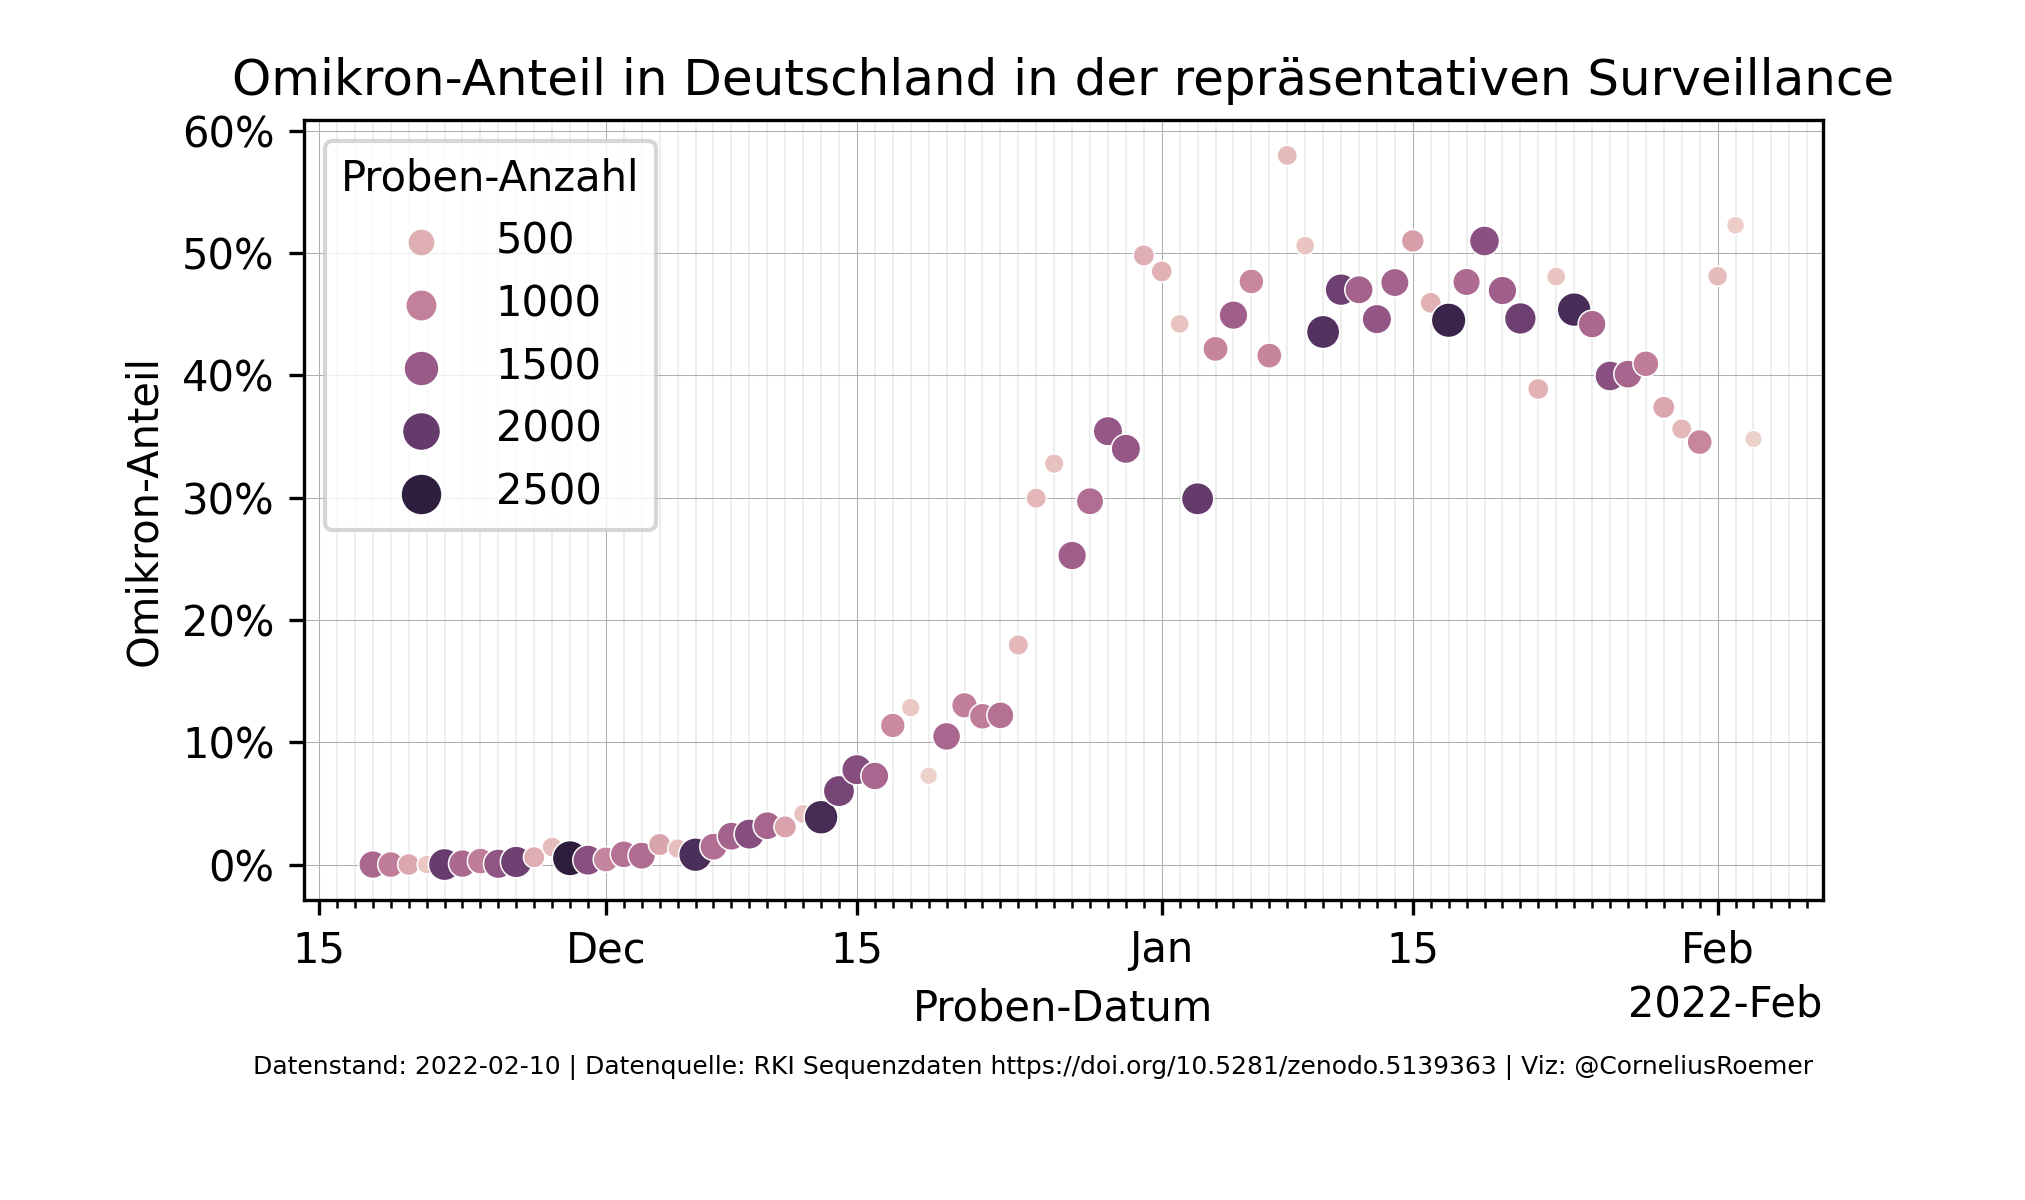 Omikron-Anteil in Deutschland in der repräsentativen Surveillance
60%
50%
40%
30%
20%
10%
0%
Omikron-Anteil
Proben-Anzahl
500
1000
1500
2000
2500
15 Dec 15 Jan 15 Feb
Proben-Datum
2022-Feb
Datenstand: 2022-02-10 | Datenquelle: RKI Sequenzdaten https://doi.org/10.5281/zenodo.5139363 | Viz: @CorneliusRoemer